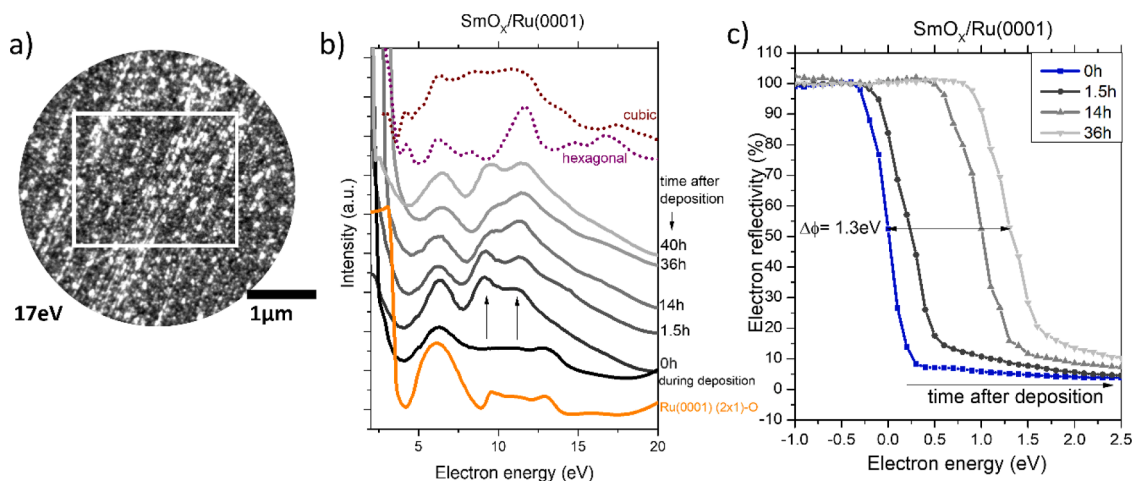 a)
17eV
1μm
b)
SmOx/Ru(0001)
Intensity (a.u.)
cubic
hexagonal
time after
deposition
40h
36h
14h
1.5h
0h
during deposition
Ru(0001) (2x1)-O
5
10
15
20
Electron energy (eV)
c)
SmOx/Ru(0001)
Electron reflectivity (%)
110
100
90
80
70
60
50
40
30
20
10
0
-10
0h
1.5h
14h
36h
Δϕ= 1.3eV
time after deposition
-1.0
-0.5
0.0
0.5
1.0
1.5
2.0
2.5
Electron energy (eV)